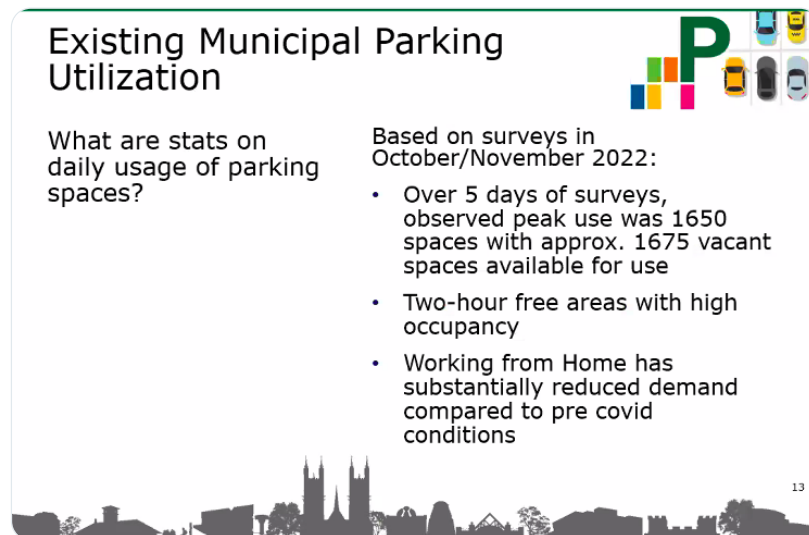 Existing Municipal Parking
Utilization
P
What are stats on
daily usage of parking
spaces?
Based on surveys in
October/November 2022:
• Over 5 days of surveys,
observed peak use was 1650
spaces with approx. 1675 vacant
spaces available for use
• Two-hour free areas with high
occupancy
• Working from Home has
substantially reduced demand
compared to pre covid
conditions
13